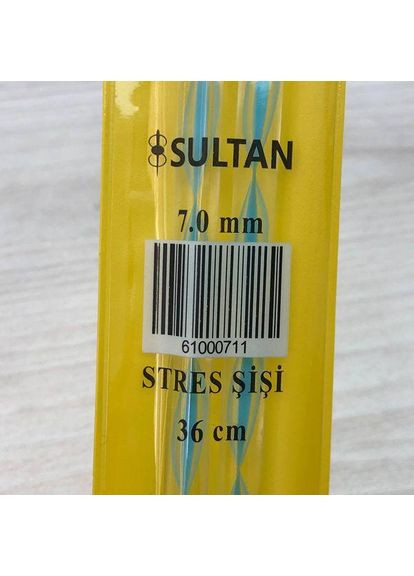 SULTAN
7.0 mm
61000711
STRES ŞİŞİ
36 cm